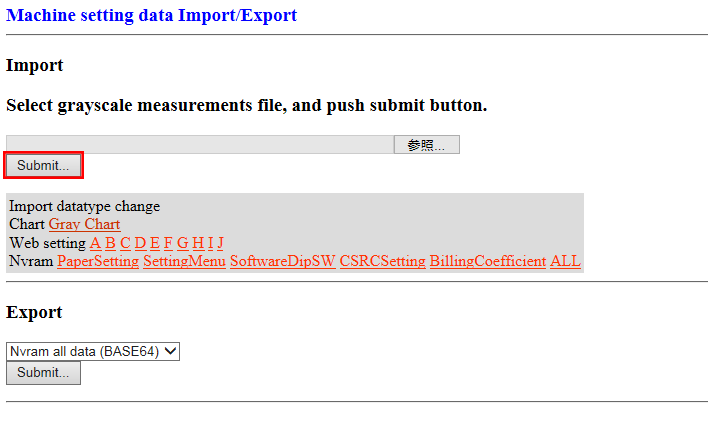 Machine setting data Import/Export
Import
Select grayscale measurements file, and push submit button.
参照...
Submit...
Import datatype change
Chart Gray Chart
Web setting A B C D E F G H I J
Nvram PaperSetting SettingMenu SoftwareDipSW CSRCSetting BillingCoefficient ALL
Export
Nvram all data (BASE64)
Submit...